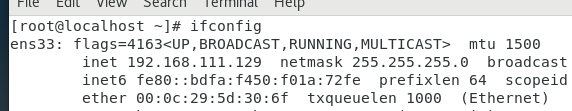 File Edit View Search Terminal Help
[root@localhost ~]# ifconfig
ens33: flags=4163<UP,BROADCAST,RUNNING,MULTICAST>  mtu 1500
        inet 192.168.111.129  netmask 255.255.255.0  broadcast
        inet6 fe80::bdfa:f450:f01a:72fe  prefixlen 64  scopeid
        ether 00:0c:29:5d:30:6f  txqueuelen 1000  (Ethernet)